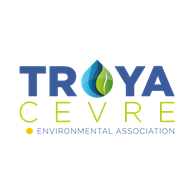 TROYA
CEVRE
ENVIRONMENTAL ASSOCIATION